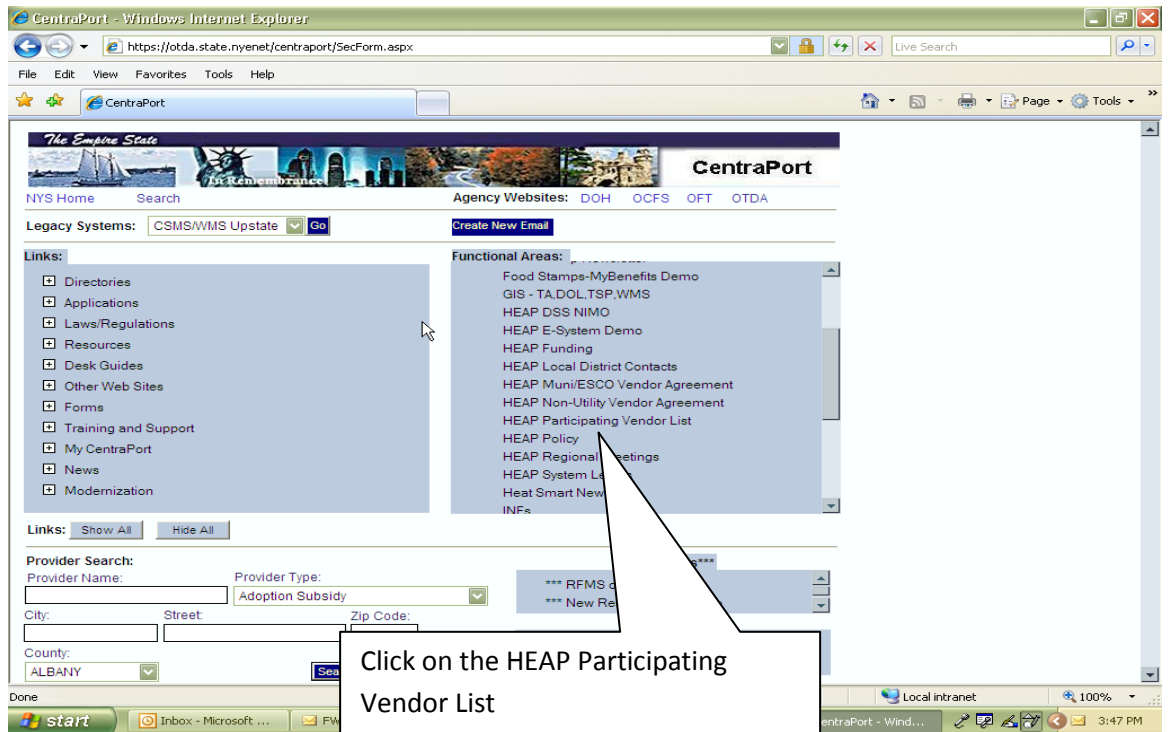 CentraPort - Windows Internet Explorer
https://otda.state.nyenet/centraport/SecForm.aspx
Live Search
File Edit View Favorites Tools Help
CentraPort
Page Tools
The Empire State
In Remembrance
CentraPort
NYS Home Search Agency Websites: DOH OCFS OFT OTDA
Legacy Systems: CSMS/WMS Upstate Go Create New Email
Links:
Directories
Applications
Laws/Regulations
Resources
Desk Guides
Other Web Sites
Forms
Training and Support
My CentraPort
News
Modernization
Functional Areas:
Food Stamps-MyBenefits Demo
GIS - TA,DOL,TSP,WMS
HEAP DSS NIMO
HEAP E-System Demo
HEAP Funding
HEAP Local District Contacts
HEAP Muni/ESCO Vendor Agreement
HEAP Non-Utility Vendor Agreement
HEAP Participating Vendor List
HEAP Policy
HEAP Regional
HEAP System
Heat Smart
INFs
Links: Show All Hide All
Provider Search:
Provider Name: Provider Type:
Adoption Subsidy
City: Street: Zip Code:
County:
ALBANY
*** RFMS
*** New
Click on the HEAP Participating
Vendor List
Done Local intranet 100%
start Inbox - Microsoft ... FW entraPort - Wind... 3:47 PM